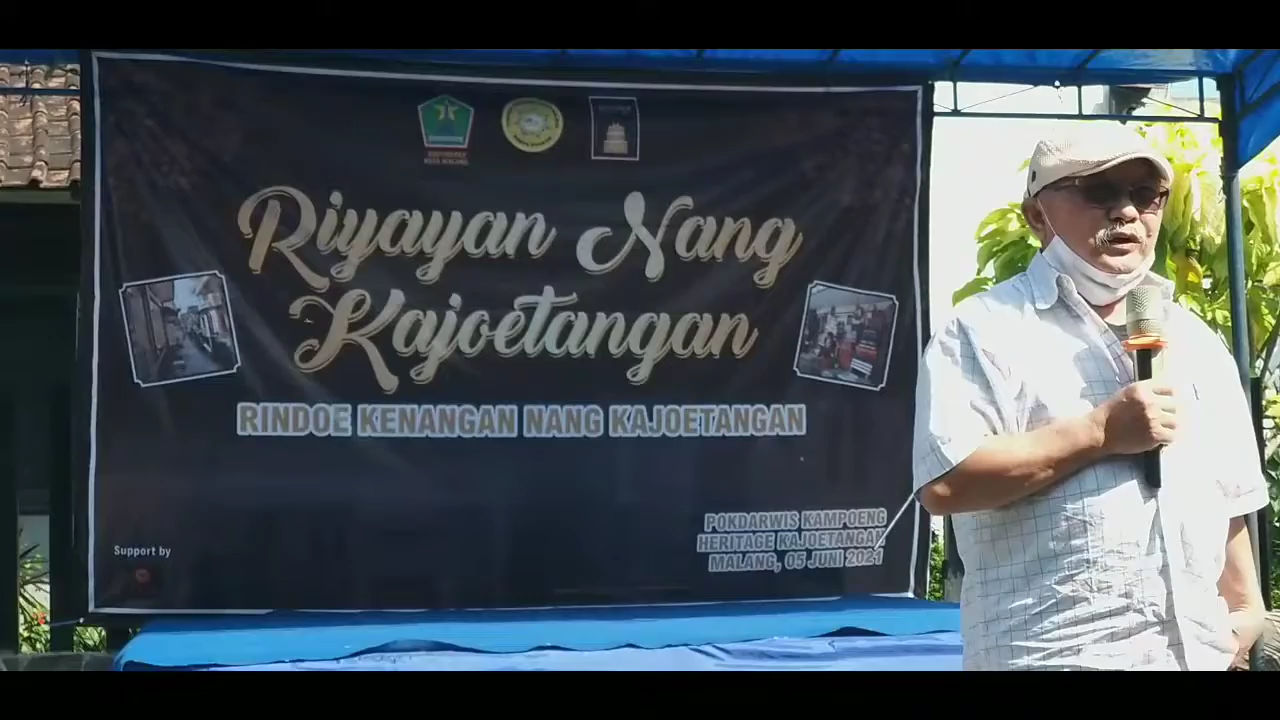 Riyayan Nang
Kajoetangan
RINDOE KENANGAN NANG KAJOETANGAN
POKDARWIS KAMPOENG
HERITAGE KAJOETANGAN
MALANG, 05 JUNI 2021
Support by